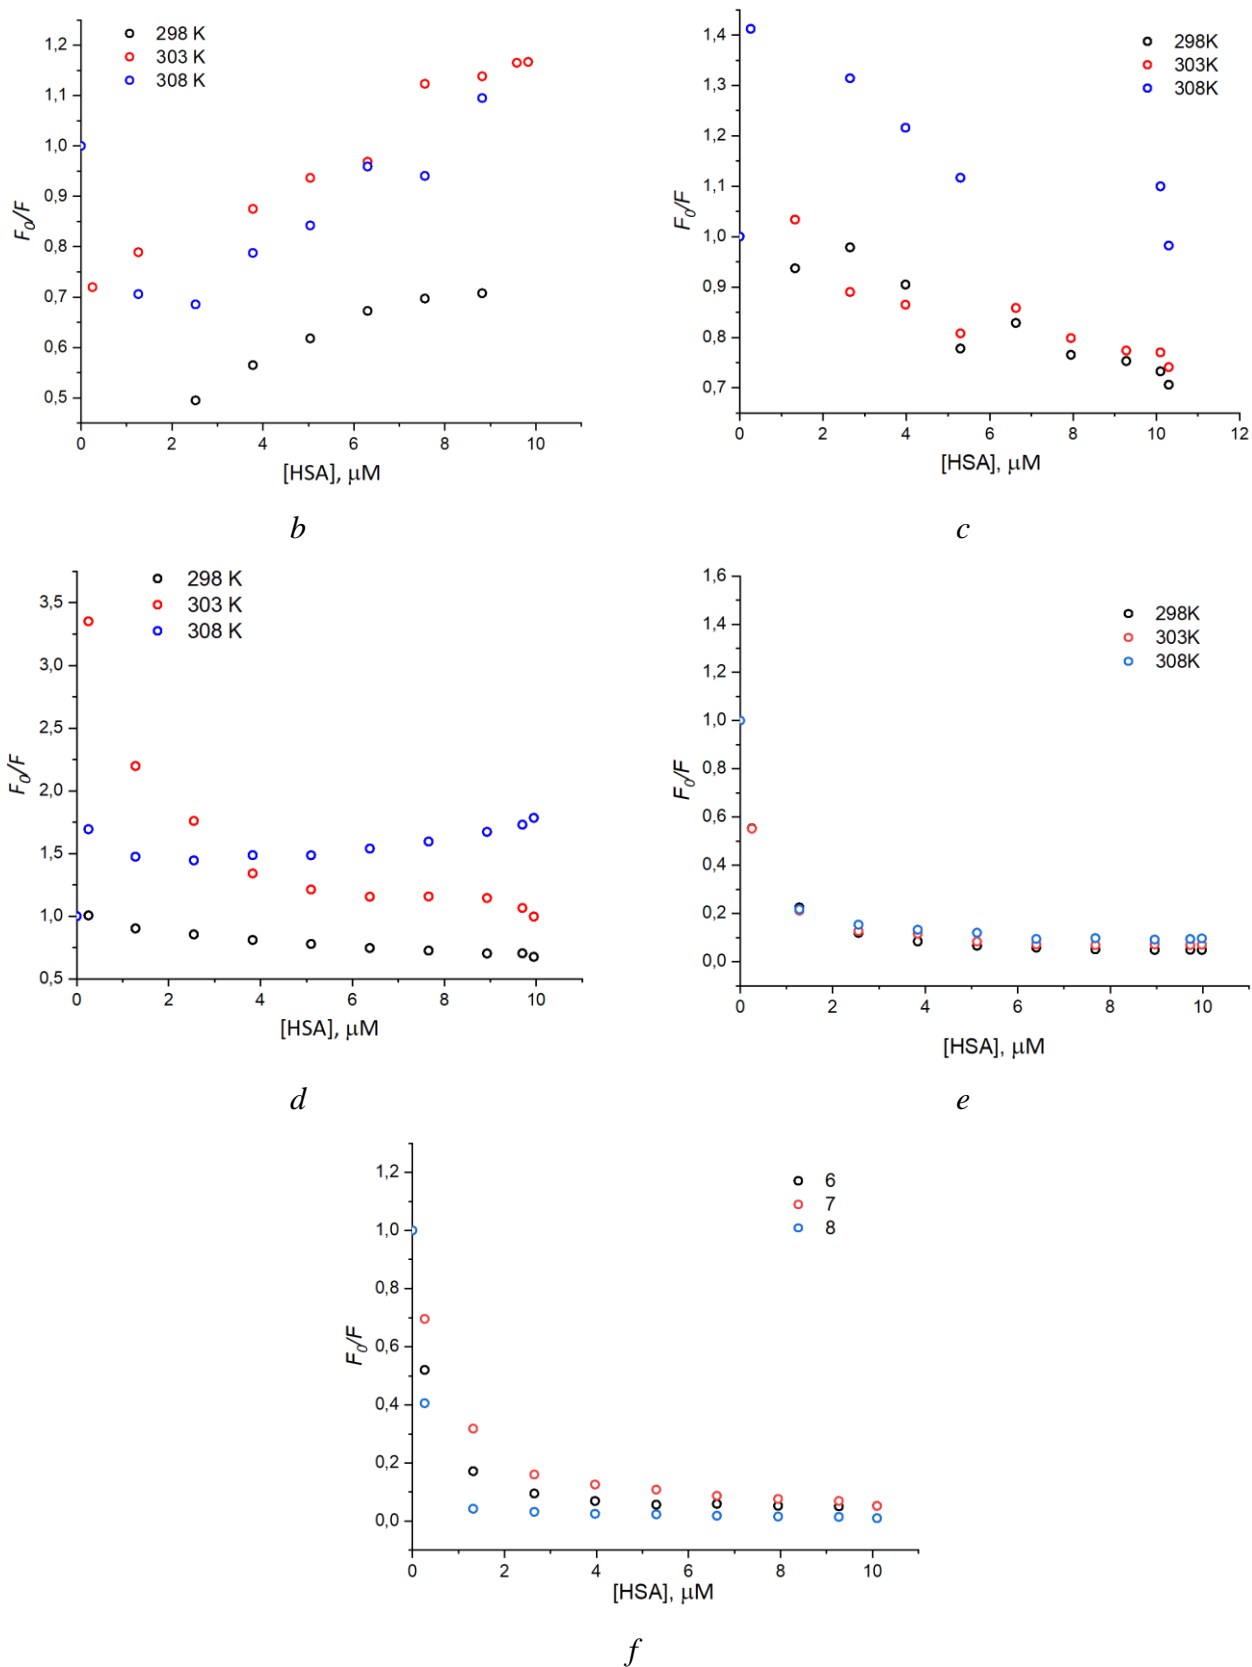 298 K
303 K
308 K
1,2
1,1
1,0
0,9
0,8
0,7
0,6
0,5
F0/F
0 2 4 6 8 10
[HSA], μM
b
298K
303K
308K
1,4
1,3
1,2
1,1
1,0
0,9
0,8
0,7
F0/F
0 2 4 6 8 10 12
[HSA], μM
c
298 K
303 K
308 K
3,5
3,0
2,5
2,0
1,5
1,0
0,5
F0/F
0 2 4 6 8 10
[HSA], μM
d
298K
303K
308K
1,6
1,4
1,2
1,0
0,8
0,6
0,4
0,2
0,0
F0/F
0 2 4 6 8 10
[HSA], μM
e
6
7
8
1,2
1,0
0,8
0,6
0,4
0,2
0,0
F0/F
0 2 4 6 8 10
[HSA], μM
f